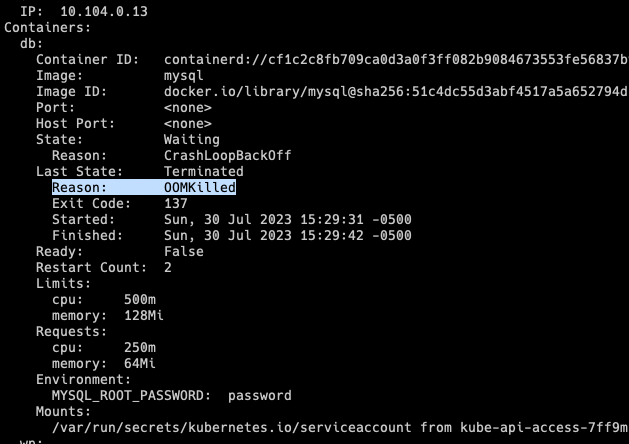 IP:  10.104.0.13
Containers:
  db:
    Container ID:   containerd://cf1c2c8fb709ca0d3a0f3ff082b9084673553fe56837b
    Image:          mysql
    Image ID:       docker.io/library/mysql@sha256:51c4dc55d3abf4517a5a652794d
    Port:           <none>
    Host Port:      <none>
    State:          Waiting
      Reason:       CrashLoopBackOff
    Last State:     Terminated
      Reason:       OOMKilled
      Exit Code:    137
      Started:      Sun, 30 Jul 2023 15:29:31 -0500
      Finished:     Sun, 30 Jul 2023 15:29:42 -0500
    Ready:          False
    Restart Count:  2
    Limits:
      cpu:     500m
      memory:  128Mi
    Requests:
      cpu:     250m
      memory:  64Mi
    Environment:
      MYSQL_ROOT_PASSWORD:  password
    Mounts:
      /var/run/secrets/kubernetes.io/serviceaccount from kube-api-access-7ff9m
  wp: